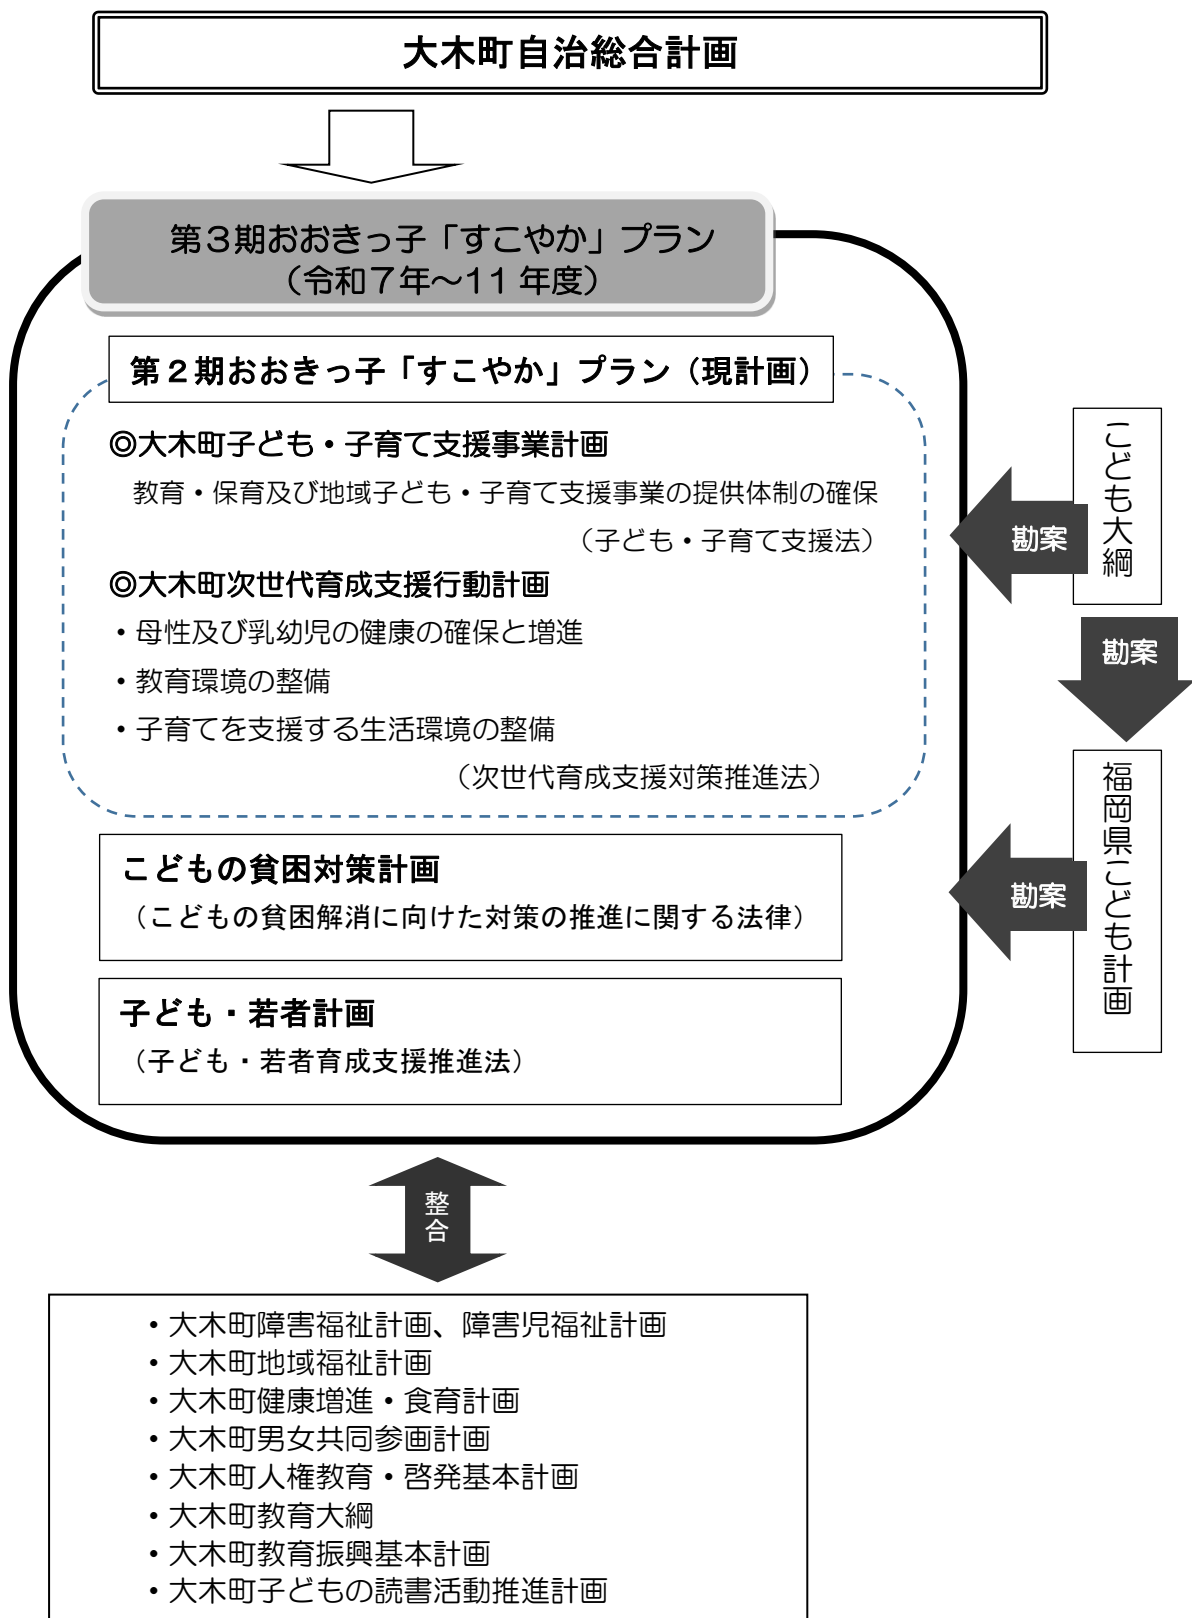 大木町自治総合計画
第３期おおきっ子「すこやか」プラン
（令和７年～11 年度）
第２期おおきっ子「すこやか」プラン（現計画）
◎大木町子ども・子育て支援事業計画
教育・保育及び地域子ども・子育て支援事業の提供体制の確保
（子ども・子育て支援法）
◎大木町次世代育成支援行動計画
・母性及び乳幼児の健康の確保と増進
・教育環境の整備
・子育てを支援する生活環境の整備
（次世代育成支援対策推進法）
こどもの貧困対策計画
（こどもの貧困解消に向けた対策の推進に関する法律）
子ども・若者計画
（子ども・若者育成支援推進法）
こども大綱
勘案
勘案
福岡県こども計画
勘案
整合
・大木町障害福祉計画、障害児福祉計画
・大木町地域福祉計画
・大木町健康増進・食育計画
・大木町男女共同参画計画
・大木町人権教育・啓発基本計画
・大木町教育大綱
・大木町教育振興基本計画
・大木町子どもの読書活動推進計画